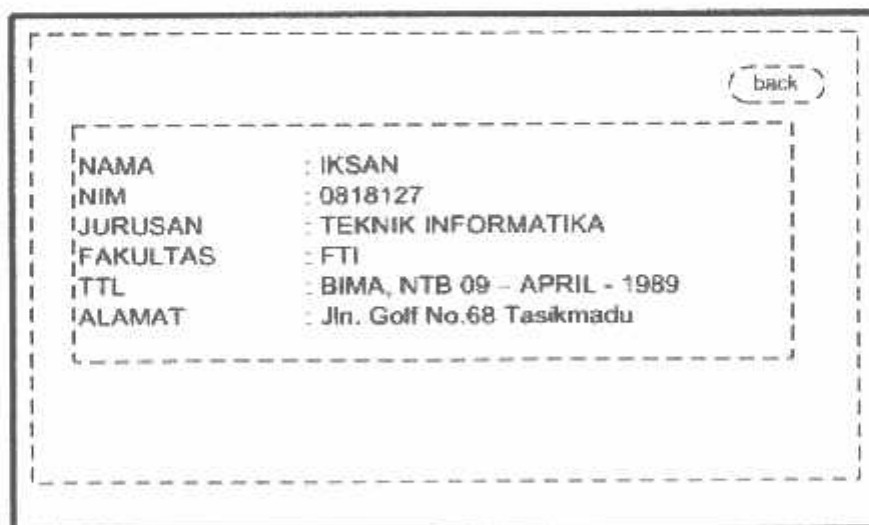 back
NAMA : IKSAN
NIM : 0818127
JURUSAN : TEKNIK INFORMATIKA
FAKULTAS : FTI
TTL : BIMA, NTB 09 – APRIL - 1989
ALAMAT : Jln. Golf No.68 Tasikmadu